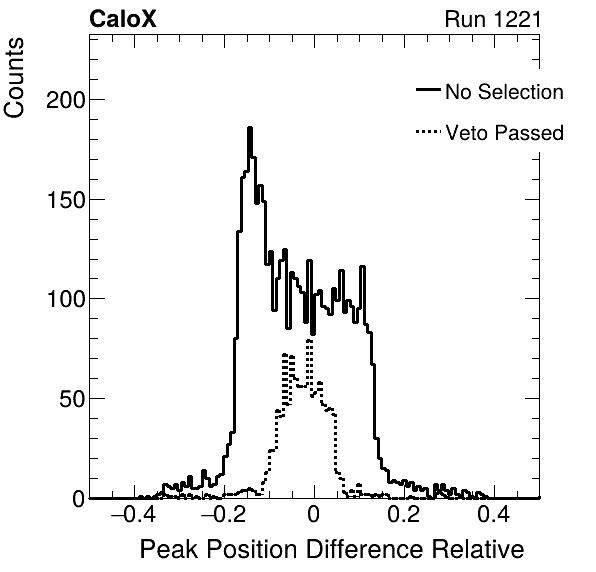 CaloX Run 1221
Counts
200
150
100
50
0
No Selection
Veto Passed
−0.4 −0.2 0 0.2 0.4
Peak Position Difference Relative